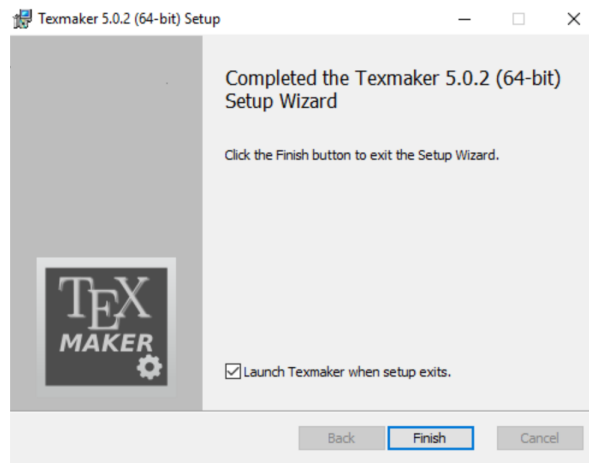 Texmaker 5.0.2 (64-bit) Setup
Completed the Texmaker 5.0.2 (64-bit)
Setup Wizard
Click the Finish button to exit the Setup Wizard.
TEX
MAKER
Launch Texmaker when setup exits.
Back Finish Cancel